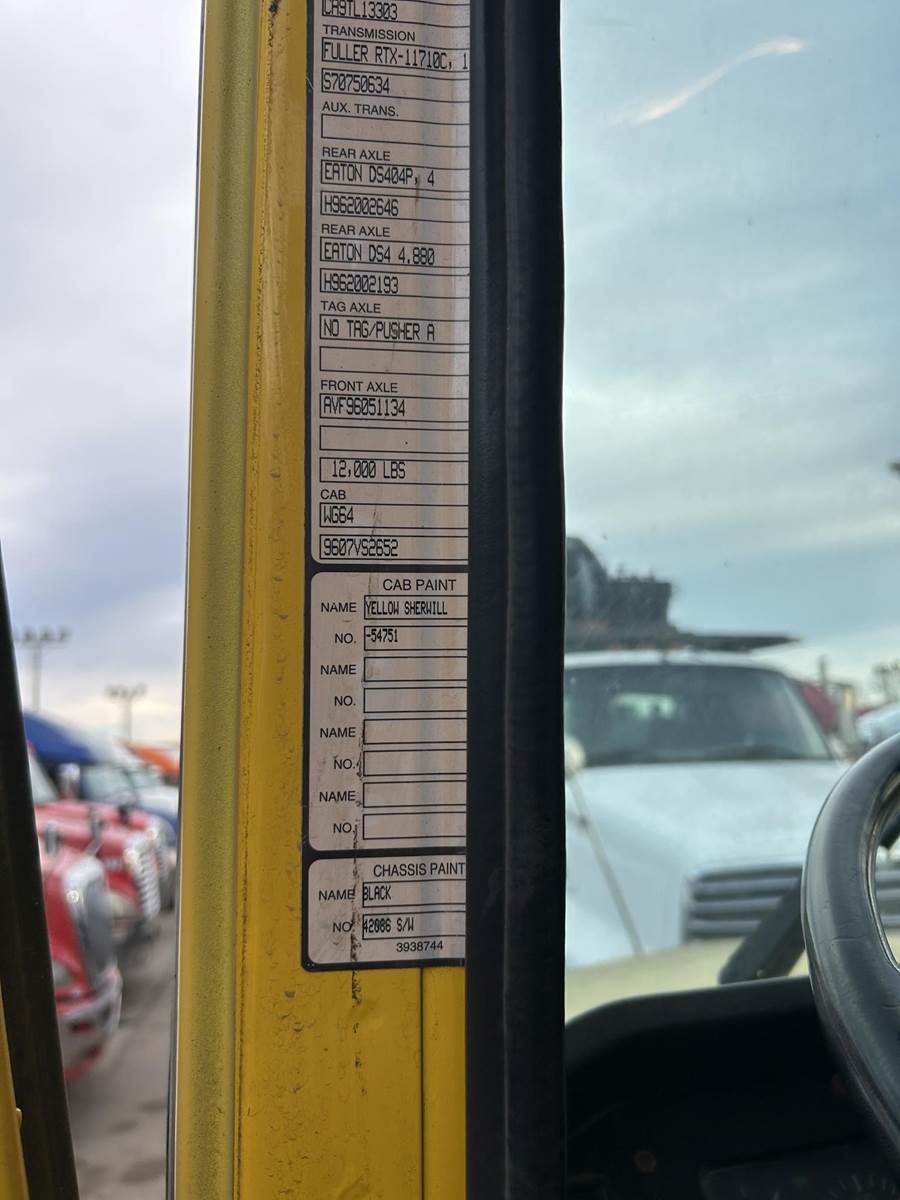 CA9TL13303
TRANSMISSION
FULLER RTX-11710C, 1
S70750634
AUX. TRANS.
REAR AXLE
EATON DS404P, 4
H962002646
REAR AXLE
EATON DS4 4.880
H962002193
TAG AXLE
NO TAG/PUSHER A
FRONT AXLE
AVF96051134
12,000 LBS
CAB
WG64
9607VS2652
CAB PAINT
NAME YELLOW SHERWILL
NO. -54751
NAME
NO.
NAME
NO.
NAME
NO.
CHASSIS PAINT
NAME BLACK
NO. 42086 S/W
3938744